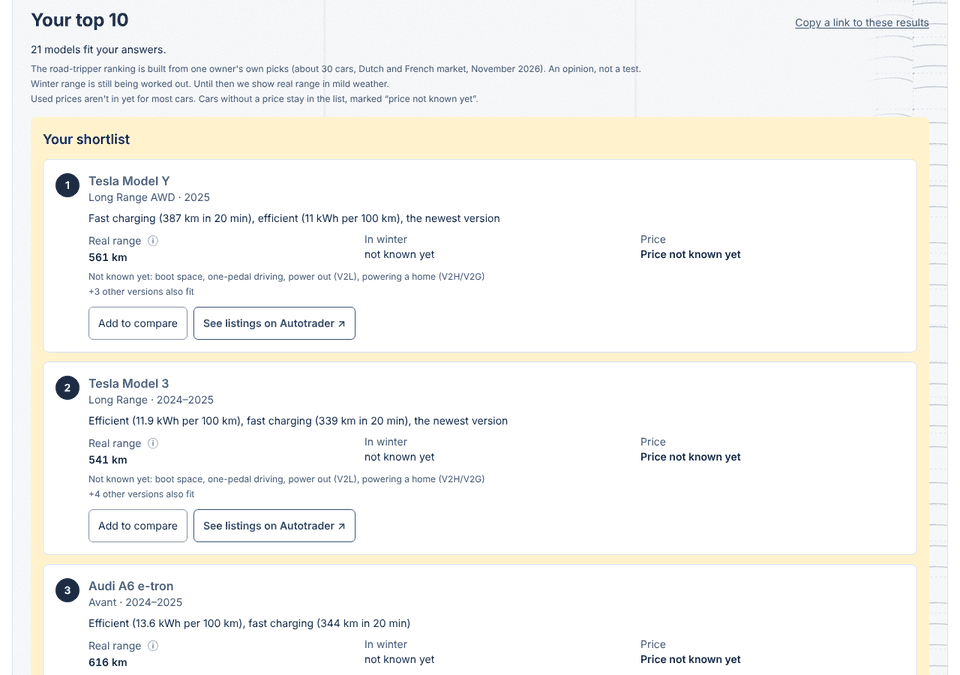 Your top 10
Copy a link to these results
21 models fit your answers.
The road-tripper ranking is built from one owner's own picks (about 30 cars, Dutch and French market, November 2026). An opinion, not a test.
Winter range is still being worked out. Until then we show real range in mild weather.
Used prices aren't in yet for most cars. Cars without a price stay in the list, marked “price not known yet”.
Your shortlist
1
Tesla Model Y
Long Range AWD · 2025
Fast charging (387 km in 20 min), efficient (11 kWh per 100 km), the newest version
Real range ⓘ
561 km
In winter
not known yet
Price
Price not known yet
Not known yet: boot space, one-pedal driving, power out (V2L), powering a home (V2H/V2G)
+3 other versions also fit
Add to compare
See listings on Autotrader ↗
2
Tesla Model 3
Long Range · 2024–2025
Efficient (11.9 kWh per 100 km), fast charging (339 km in 20 min), the newest version
Real range ⓘ
541 km
In winter
not known yet
Price
Price not known yet
Not known yet: boot space, one-pedal driving, power out (V2L), powering a home (V2H/V2G)
+4 other versions also fit
Add to compare
See listings on Autotrader ↗
3
Audi A6 e-tron
Avant · 2024–2025
Efficient (13.6 kWh per 100 km), fast charging (344 km in 20 min)
Real range ⓘ
616 km
In winter
not known yet
Price
Price not known yet